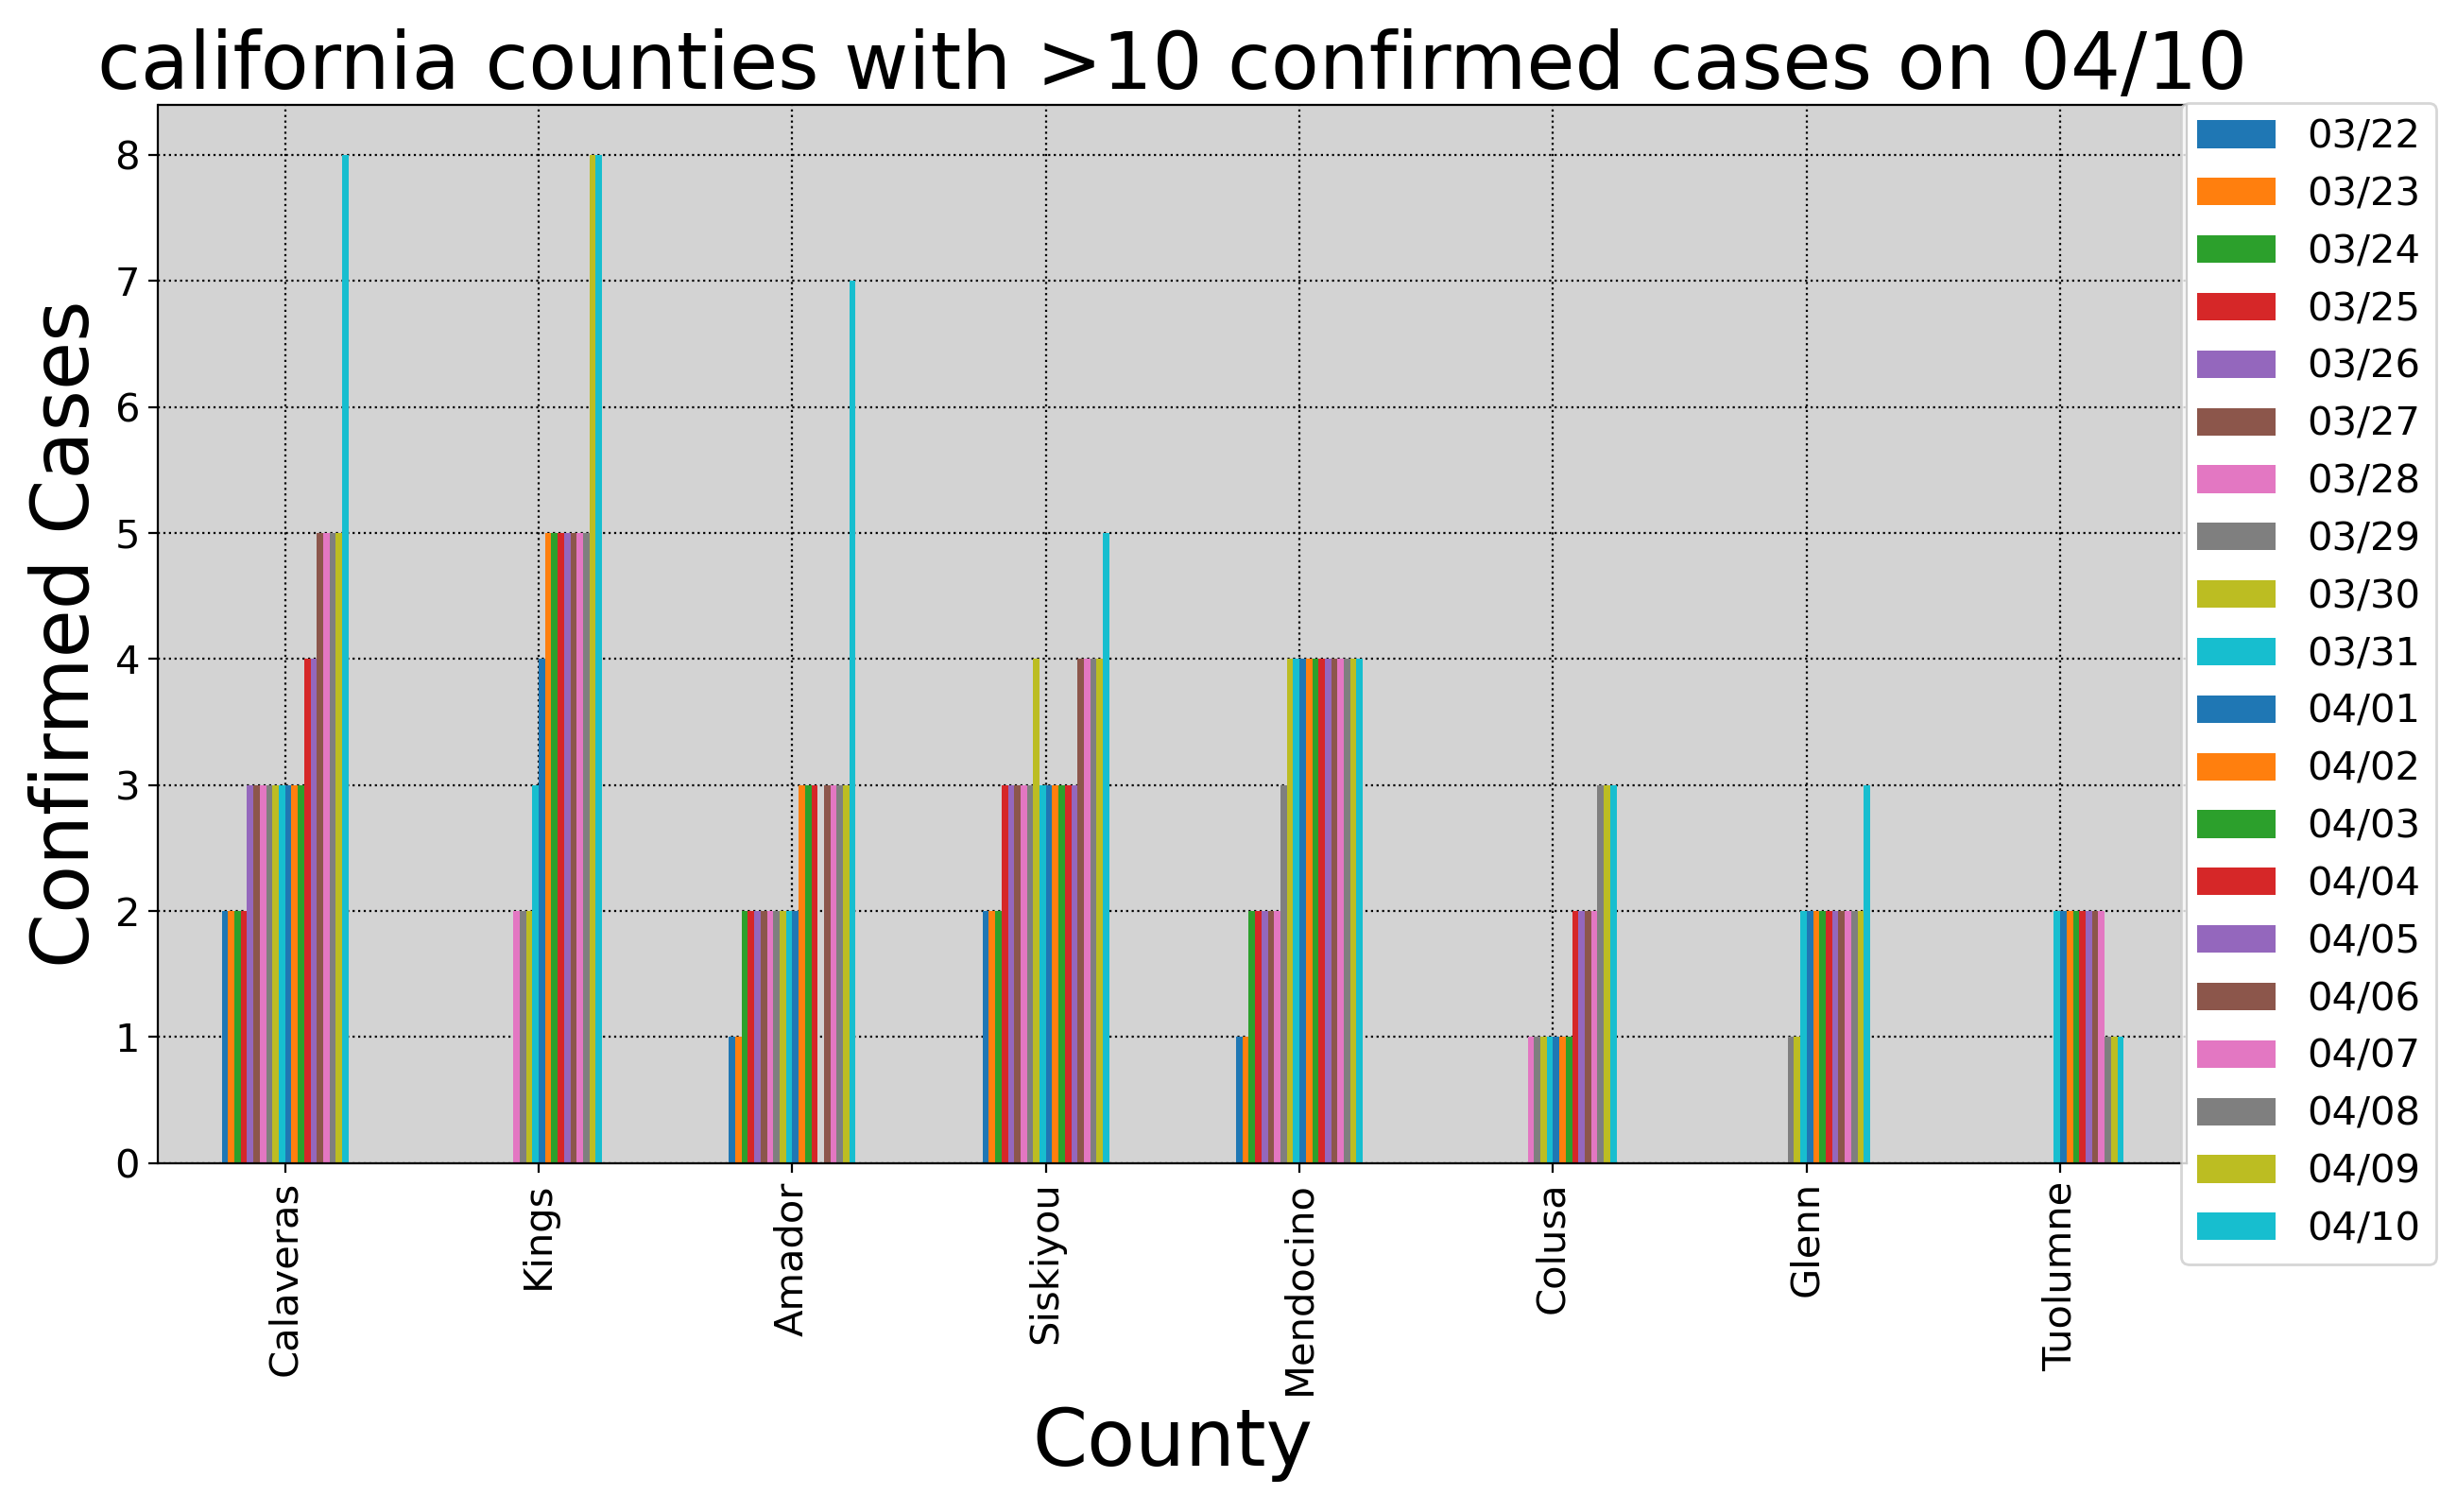 california counties with >10 confirmed cases on 04/10
Confirmed Cases
8
7
6
5
4
3
2
1
0
Calaveras
Kings
Amador
Siskiyou
Mendocino
Colusa
Glenn
Tuolumne
County
03/22
03/23
03/24
03/25
03/26
03/27
03/28
03/29
03/30
03/31
04/01
04/02
04/03
04/04
04/05
04/06
04/07
04/08
04/09
04/10